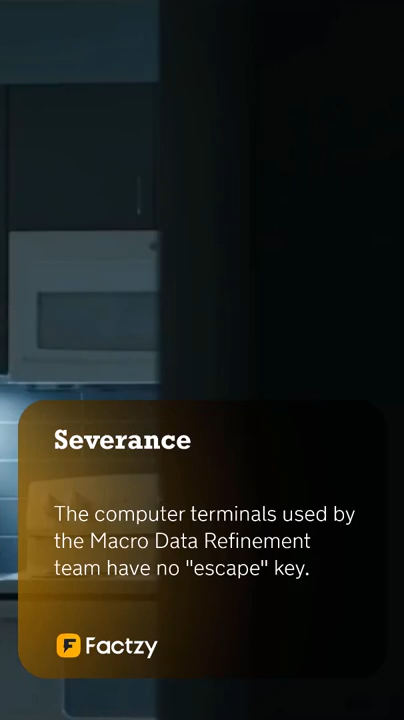 Severance
The computer terminals used by
the Macro Data Refinement
team have no "escape" key.
Factzy